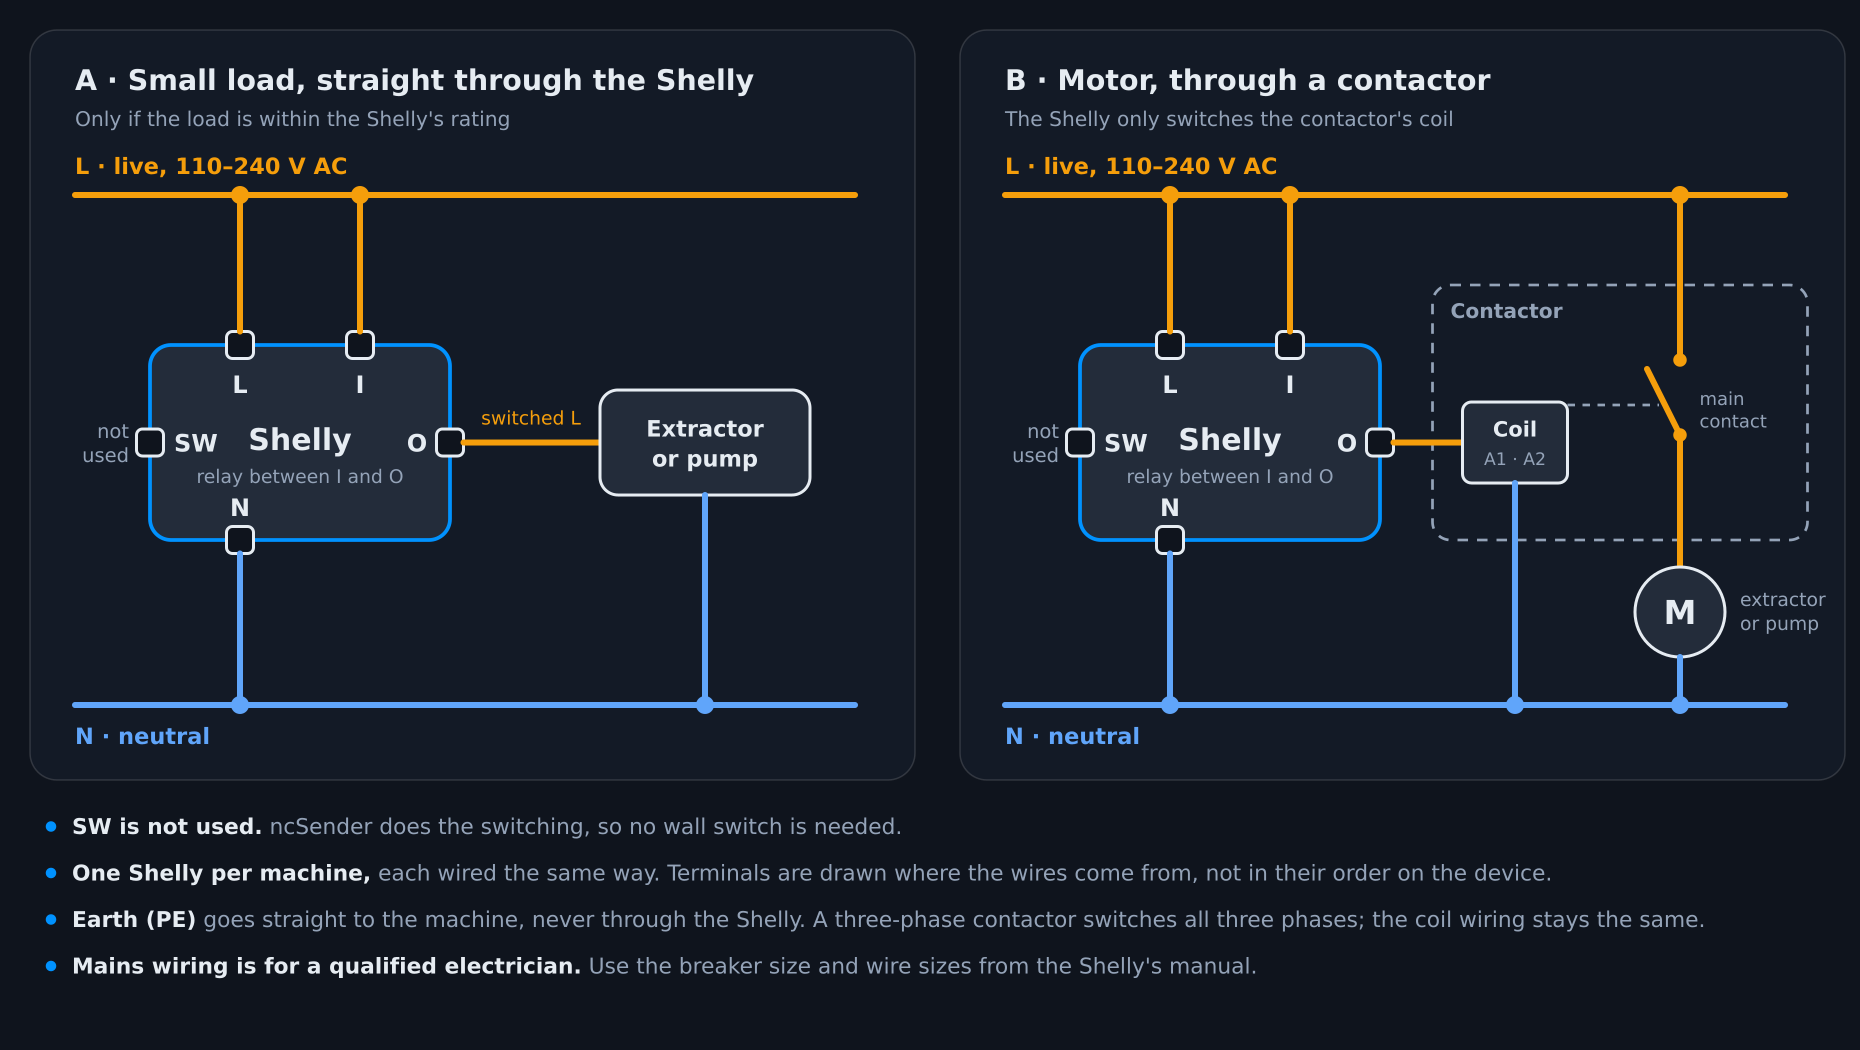 A · Small load, straight through the Shelly
Only if the load is within the Shelly's rating
L · live, 110–240 V AC
L
I
not
used
SW
Shelly
O
relay between I and O
N
switched L
Extractor
or pump
N · neutral
B · Motor, through a contactor
The Shelly only switches the contactor's coil
L · live, 110–240 V AC
L
I
not
used
SW
Shelly
O
relay between I and O
N
Contactor
Coil
A1 · A2
main
contact
M
extractor
or pump
N · neutral
SW is not used. ncSender does the switching, so no wall switch is needed.
One Shelly per machine, each wired the same way. Terminals are drawn where the wires come from, not in their order on the device.
Earth (PE) goes straight to the machine, never through the Shelly. A three-phase contactor switches all three phases; the coil wiring stays the same.
Mains wiring is for a qualified electrician. Use the breaker size and wire sizes from the Shelly's manual.